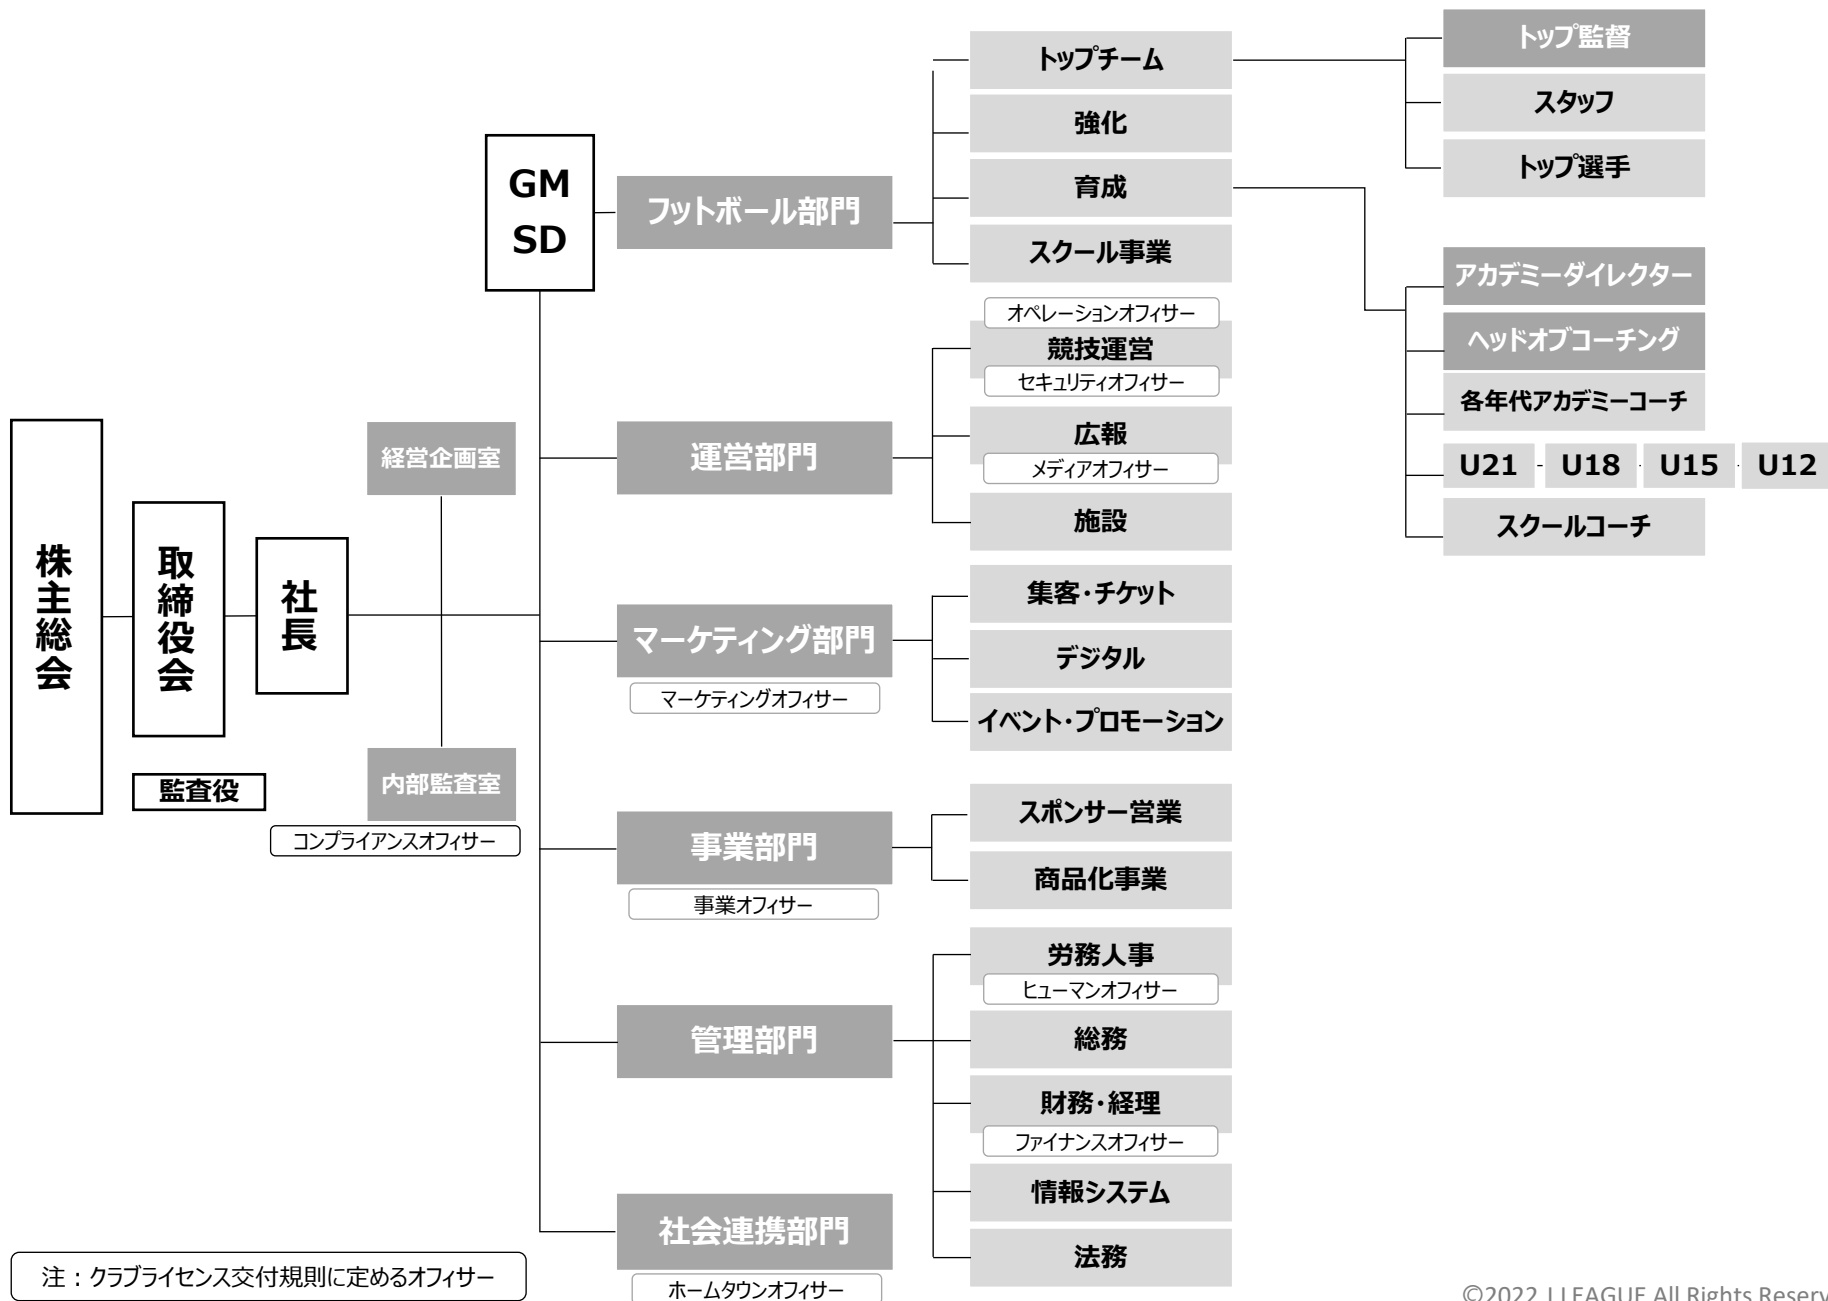 株主総会
取締役会
監査役
社長
経営企画室
内部監査室
コンプライアンスオフィサー
GM
SD
フットボール部門
トップチーム
強化
育成
スクール事業
トップ監督
スタッフ
トップ選手
アカデミーダイレクター
ヘッドオブコーチング
各年代アカデミーコーチ
U21 - U18 U15 U12
スクールコーチ
運営部門
オペレーションオフィサー
競技運営
セキュリティオフィサー
広報
メディアオフィサー
施設
マーケティング部門
マーケティングオフィサー
集客・チケット
デジタル
イベント・プロモーション
事業部門
事業オフィサー
スポンサー営業
商品化事業
管理部門
労務人事
ヒューマンオフィサー
総務
財務・経理
ファイナンスオフィサー
情報システム
法務
社会連携部門
ホームタウンオフィサー
注：クラブライセンス交付規則に定めるオフィサー
©2022 J.LEAGUE All Rights Reserv